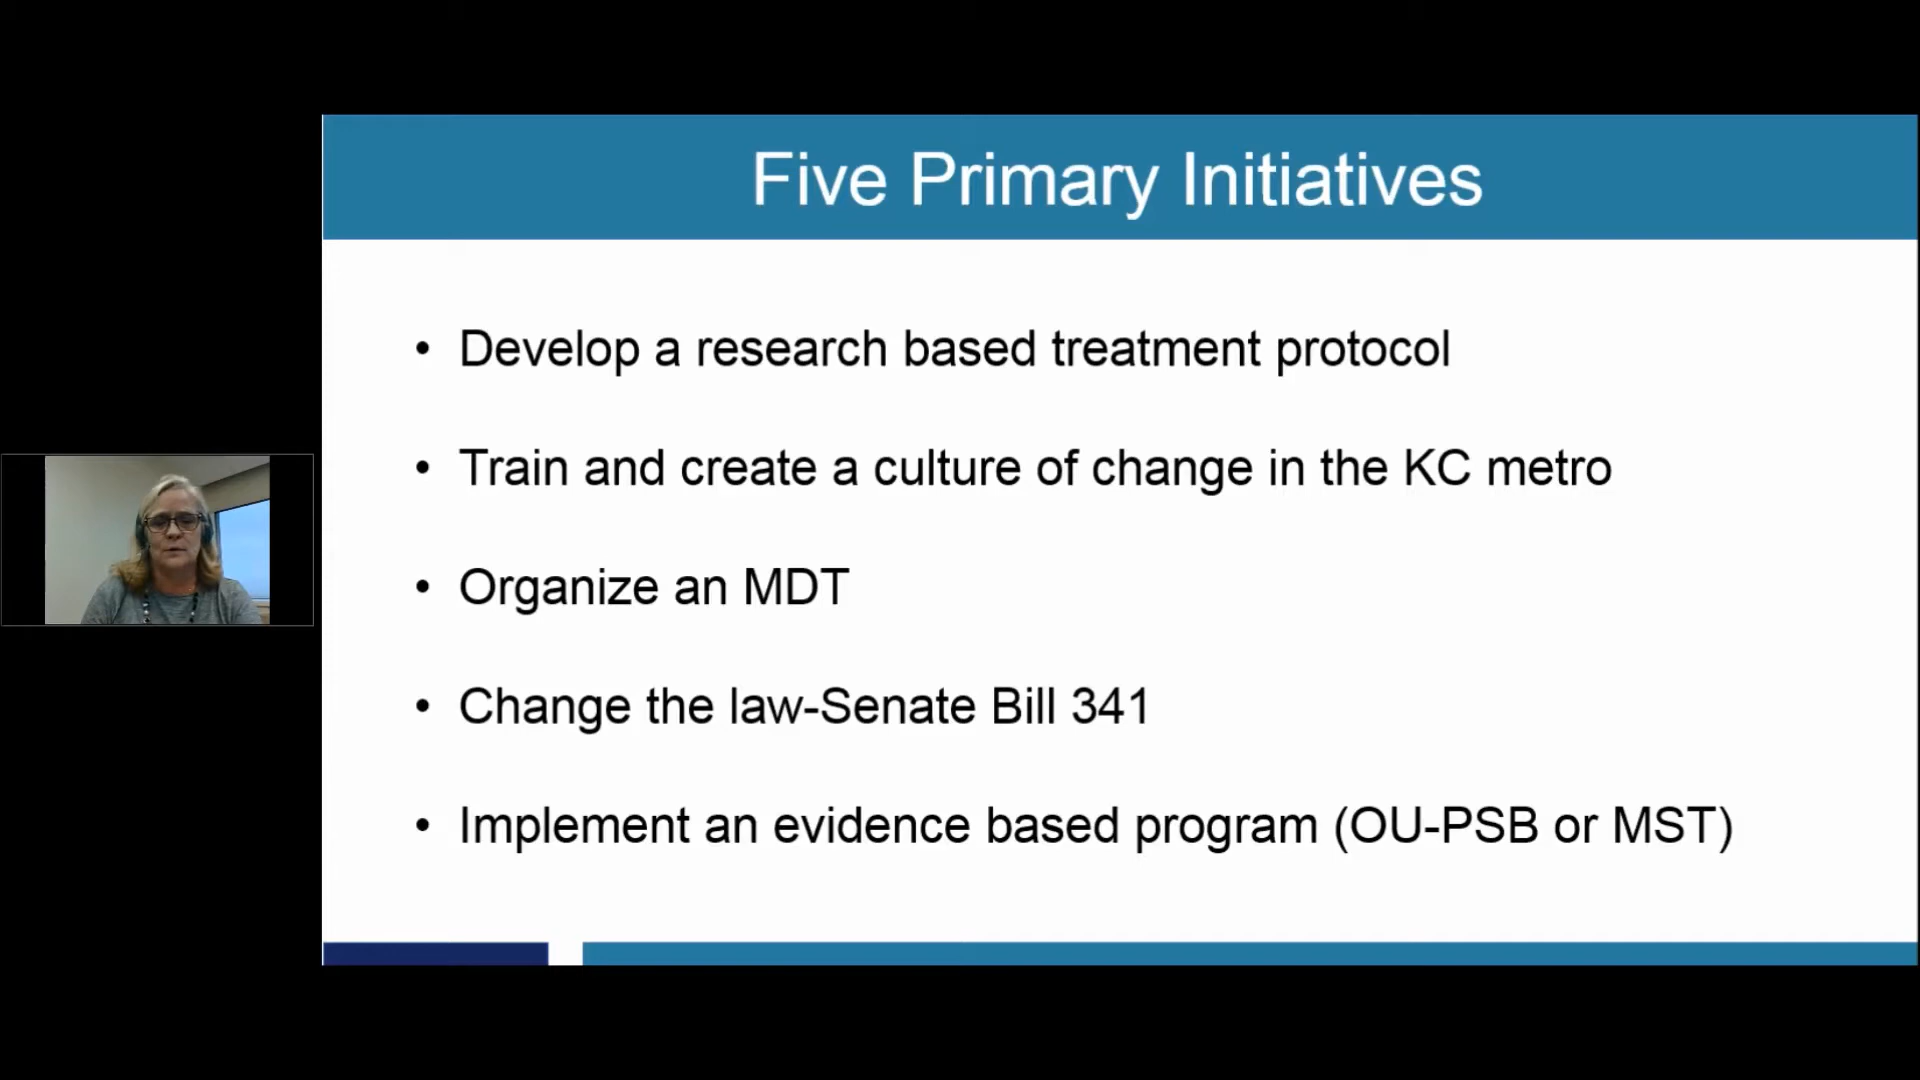 Five Primary Initiatives
• Develop a research based treatment protocol
• Train and create a culture of change in the KC metro
• Organize an MDT
• Change the law-Senate Bill 341
• Implement an evidence based program (OU-PSB or MST)